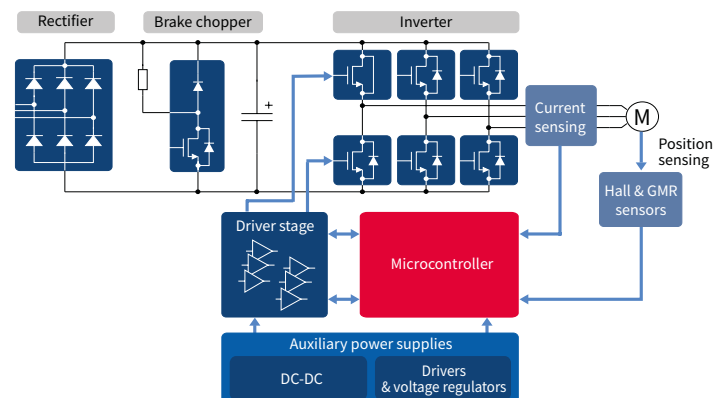 Rectifier
Brake chopper
Inverter
+
Current
sensing
M
Position
sensing
Hall & GMR
sensors
Driver stage
Microcontroller
Auxiliary power supplies
DC-DC
Drivers
& voltage regulators